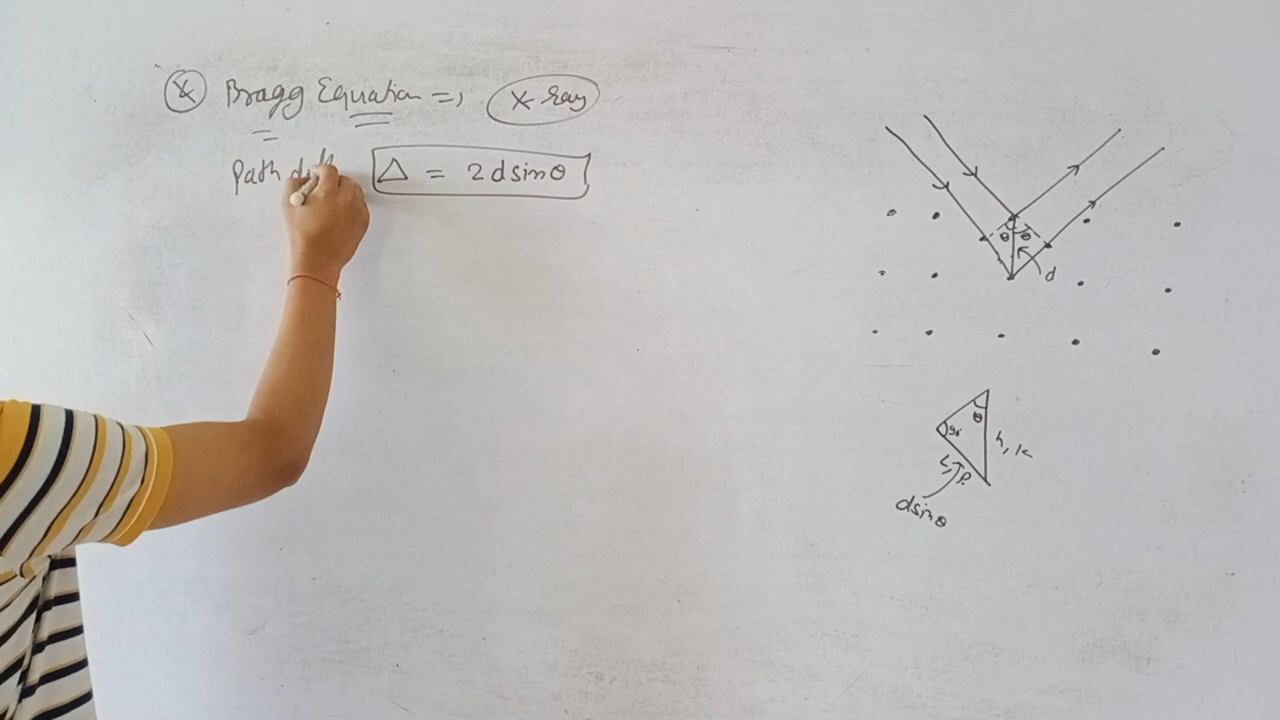 Bragg Equation =, X-ray
Path diff Δ = 2dsinθ
θ θ
d
θ
90
h, k
L, P
dsinθ